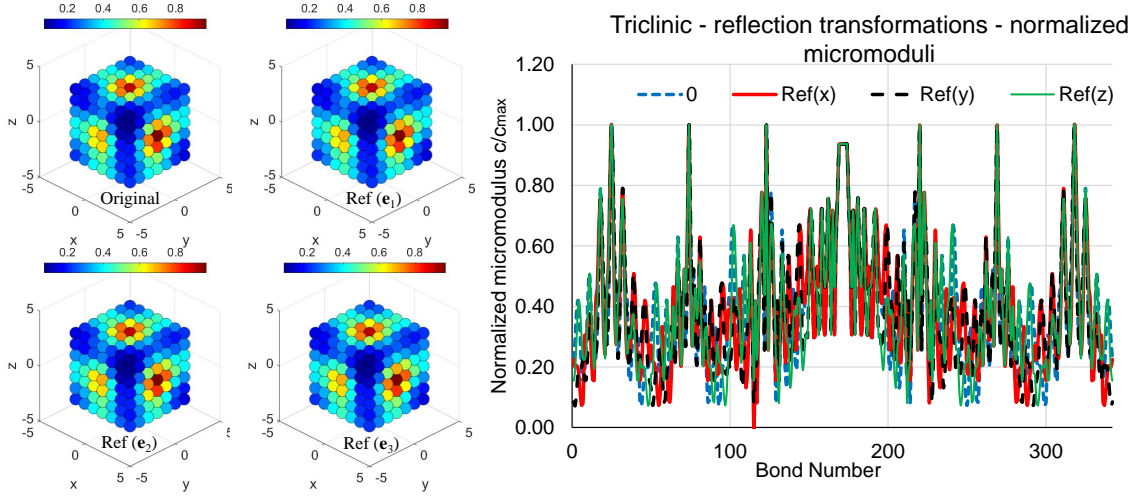 0.2 0.4 0.6 0.8
0.2 0.4 0.6 0.8
5
0
-5
z
-5
0
5
x
-5
0
5
y
Original
5
0
-5
z
-5
0
5
x
-5
0
5
y
Ref (e₁)
0.2 0.4 0.6 0.8
0.2 0.4 0.6 0.8
5
0
-5
z
-5
0
5
x
-5
0
5
y
Ref (e₂)
5
0
-5
z
-5
0
5
x
-5
0
5
y
Ref (e₃)
Triclinic - reflection transformations - normalized
micromoduli
0 Ref(x) Ref(y) Ref(z)
Normalized micromodulus c/cmax
1.20
1.00
0.80
0.60
0.40
0.20
0.00
0 100 200 300
Bond Number